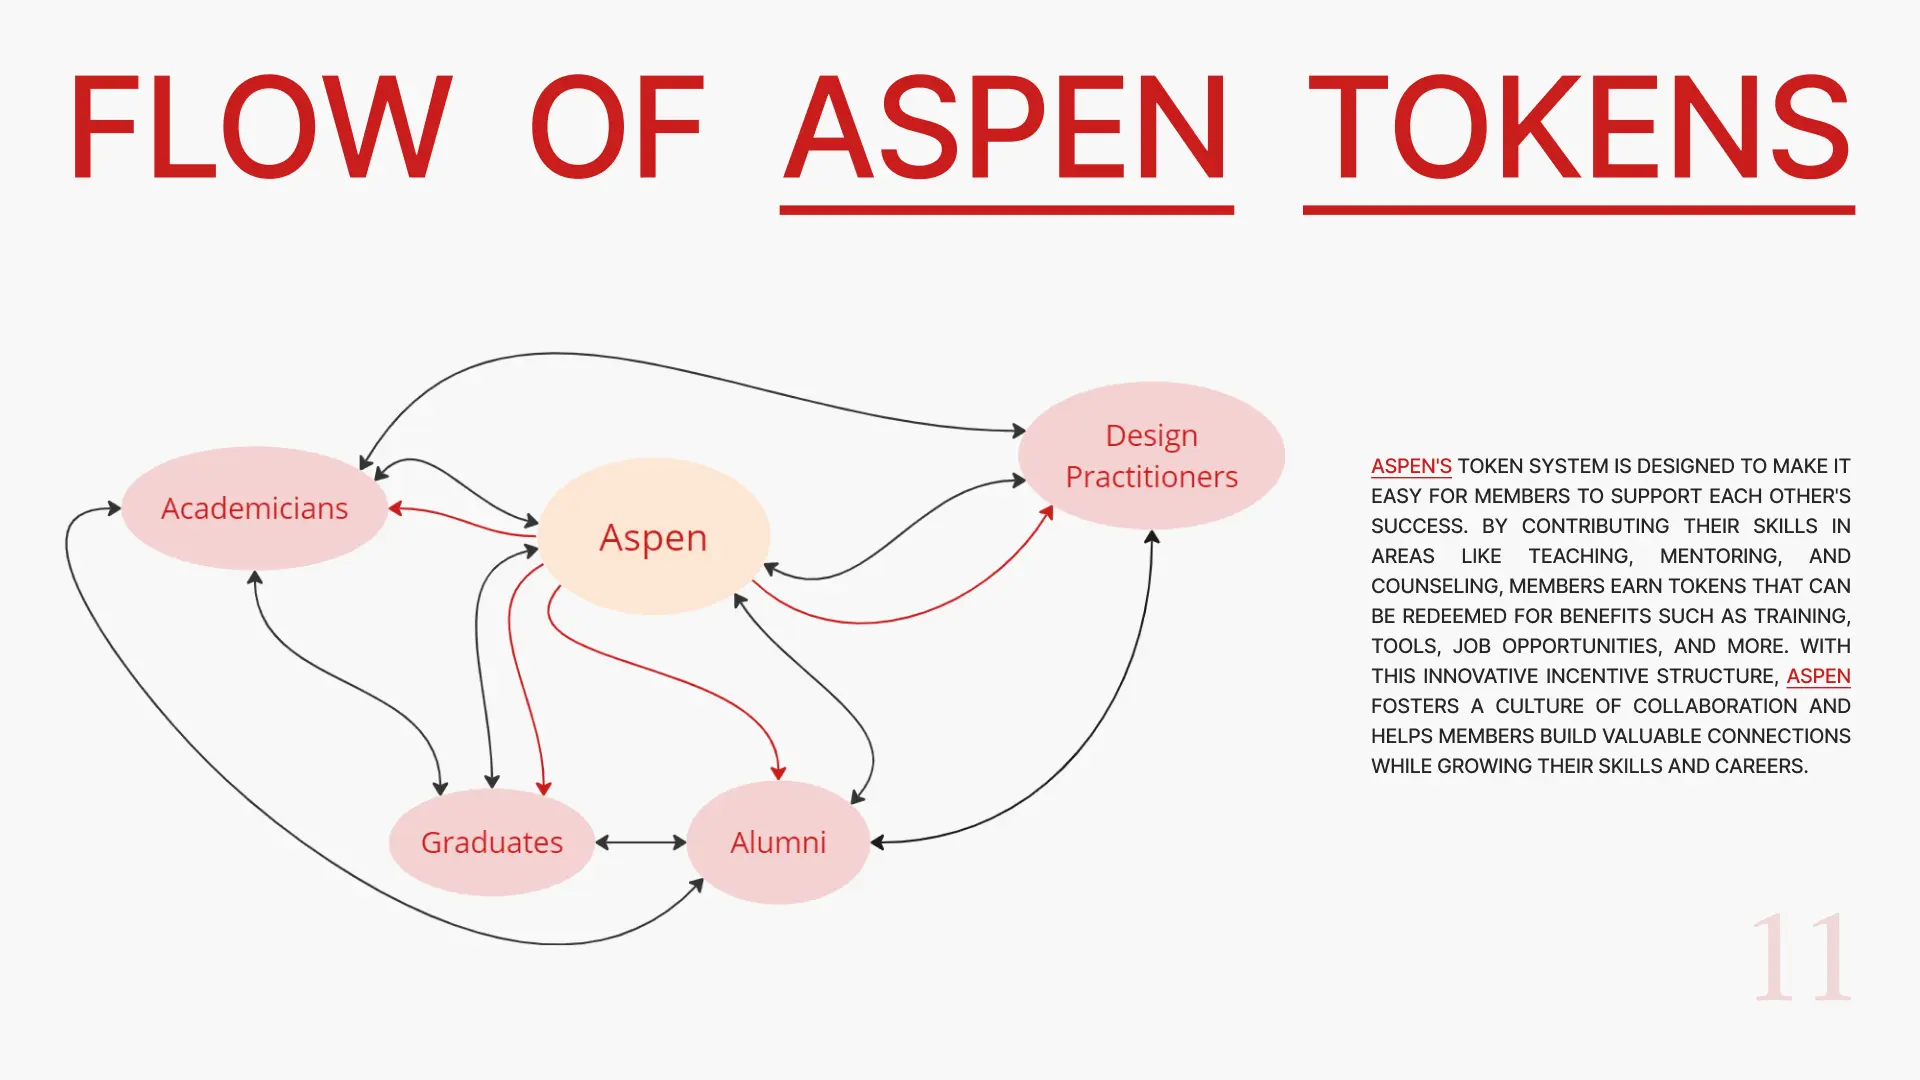 FLOW OF ASPEN TOKENS
Design
Practitioners
Academicians
Aspen
Graduates
Alumni
ASPEN'S TOKEN SYSTEM IS DESIGNED TO MAKE IT
EASY FOR MEMBERS TO SUPPORT EACH OTHER'S
SUCCESS. BY CONTRIBUTING THEIR SKILLS IN
AREAS LIKE TEACHING, MENTORING, AND
COUNSELING, MEMBERS EARN TOKENS THAT CAN
BE REDEEMED FOR BENEFITS SUCH AS TRAINING,
TOOLS, JOB OPPORTUNITIES, AND MORE. WITH
THIS INNOVATIVE INCENTIVE STRUCTURE, ASPEN
FOSTERS A CULTURE OF COLLABORATION AND
HELPS MEMBERS BUILD VALUABLE CONNECTIONS
WHILE GROWING THEIR SKILLS AND CAREERS.
11